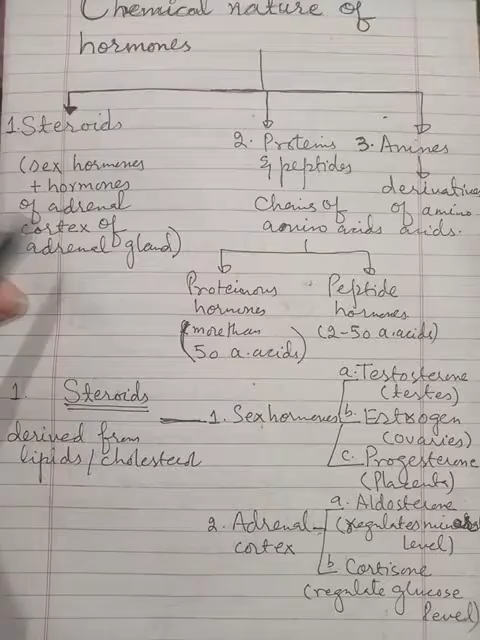 Chemical nature of
hormones
1. Steroids
(sex hormones
+ hormones
of adrenal
cortex of
adrenal gland)
2. Proteins
& peptides
Chains of
amino acids
3. Amines
derivative
of amino
acids.
Proteinous
hormones
(more than
50 a.acids)
Peptide
hormones
(2-50 a.acids)
1. Steroids
derived from
lipids/cholesterol
1. Sex hormones
a. Testosterone
(testes)
b. Estrogen
(ovaries)
c. Progesterone
(Placenta)
2. Adrenal
cortex
a. Aldosterone
(regulates
level)
b Cortisone
(regulate glucose
level)